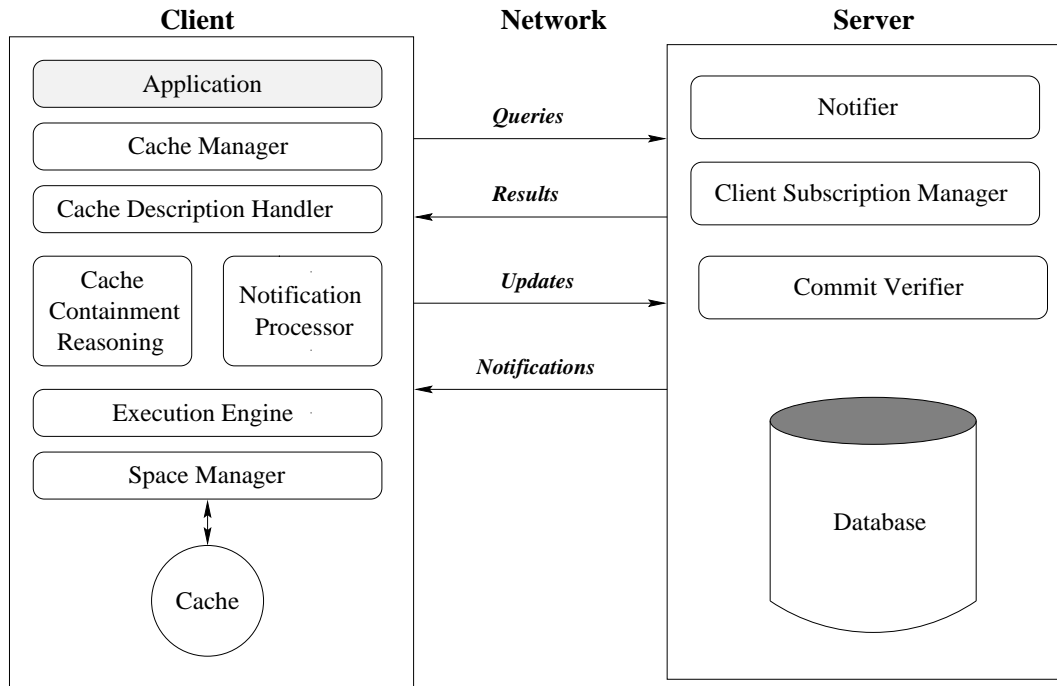 Client
Network
Server
Application
Cache Manager
Cache Description Handler
Cache
Containment
Reasoning
Notification
Processor
Execution Engine
Space Manager
Cache
Queries
Results
Updates
Notifications
Notifier
Client Subscription Manager
Commit Verifier
Database